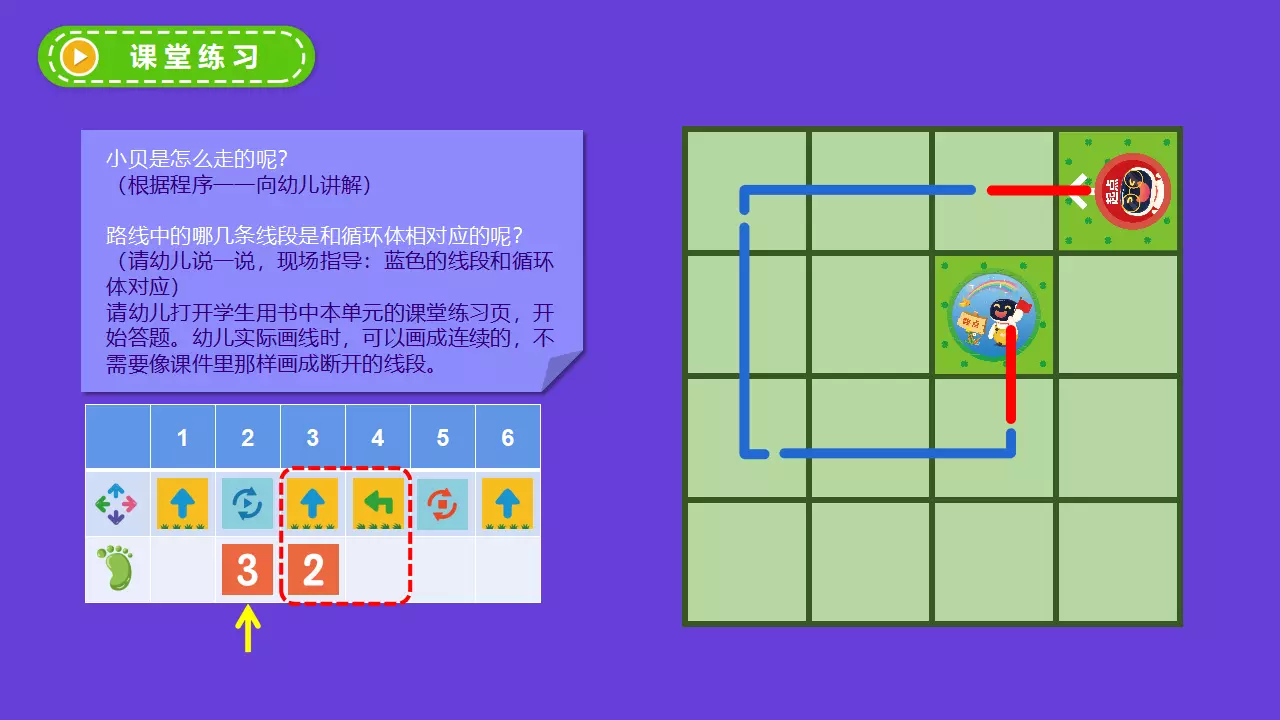 课堂练习
小贝是怎么走的呢？
（根据程序一一向幼儿讲解）
路线中的哪几条线段是和循环体相对应的呢？
（请幼儿说一说，现场指导：蓝色的线段和循环
体对应）
请幼儿打开学生用书中本单元的课堂练习页，开
始答题。幼儿实际画线时，可以画成连续的，不
需要像课件里那样画成断开的线段。
1 2 3 4 5 6
3 2
起点
终点